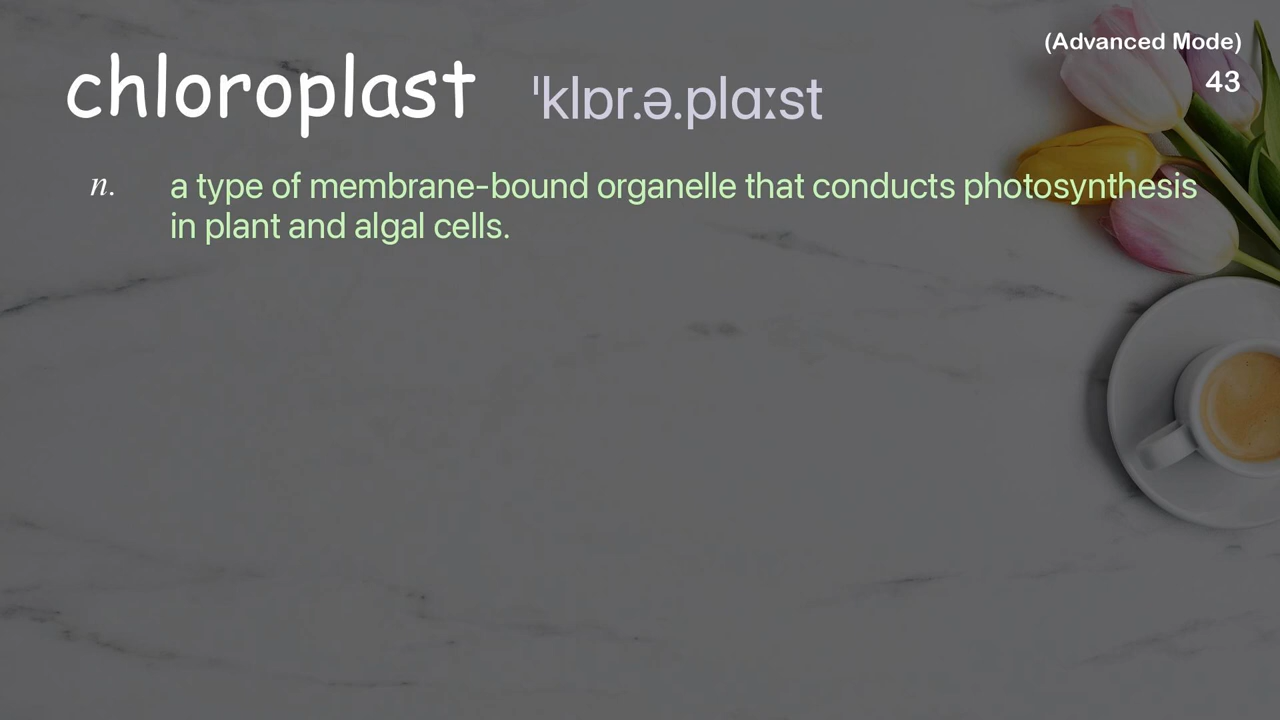 (Advanced Mode)
chloroplast ˈklɒr.ə.plɑːst
43
n. a type of membrane-bound organelle that conducts photosynthesis
in plant and algal cells.